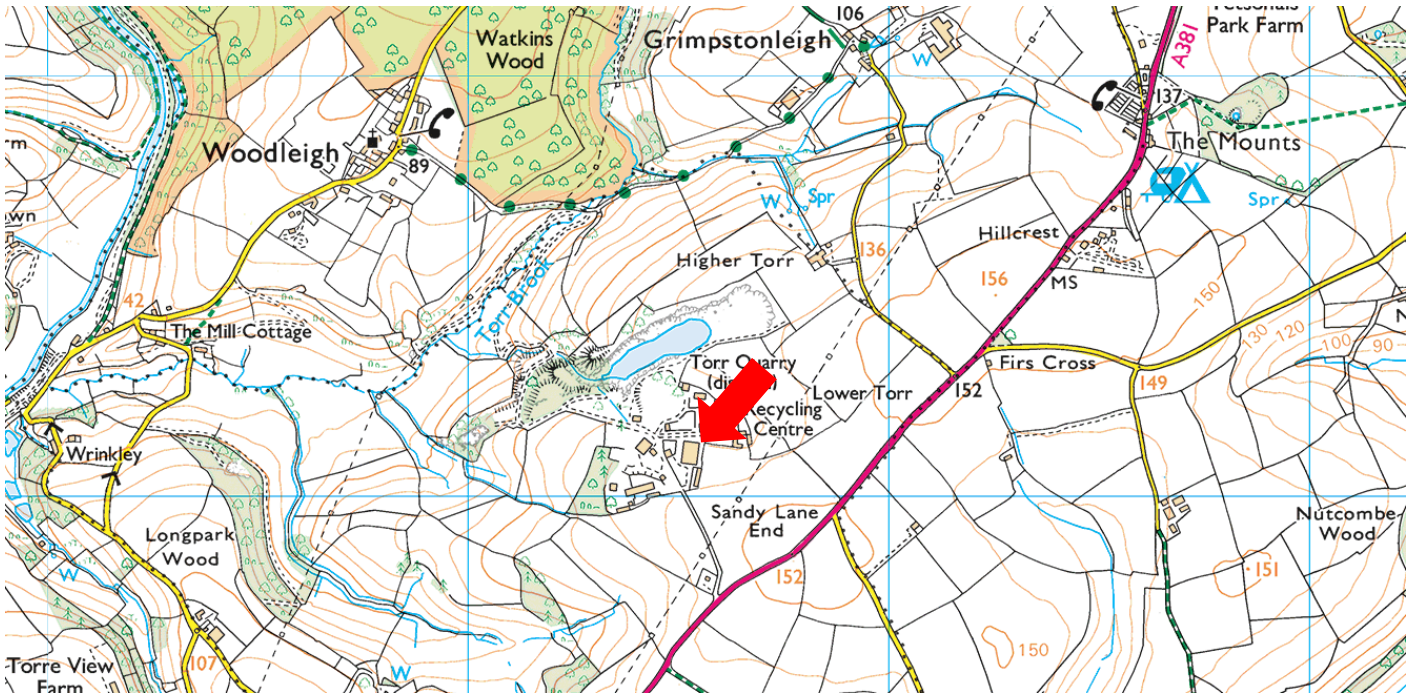 106
Park Farm
Watkins
Wood
Grimpstonleigh
W
A381
137
The Mounts
Woodleigh
89
W
Spr
Spr
Hillcrest
136
Higher Torr
156
MS
150
Torr Brook
42
The Mill Cottage
130
120
100
90
Torr Quarry
Firs Cross
149
152
Lower Torr
Recycling
Centre
Wrinkley
Sandy Lane
End
Nutcombe
Wood
Longpark
Wood
W
152
151
150
107
Torre View
Farm
W